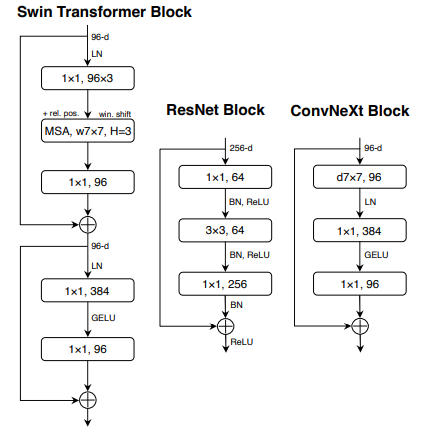 Swin Transformer Block
96-d
LN
1×1, 96×3
+ rel. pos.
win. shift
MSA, w7×7, H=3
1×1, 96
96-d
LN
1×1, 384
GELU
1×1, 96
ResNet Block
256-d
1×1, 64
BN, ReLU
3×3, 64
BN, ReLU
1×1, 256
BN
ReLU
ConvNeXt Block
96-d
d7×7, 96
LN
1×1, 384
GELU
1×1, 96